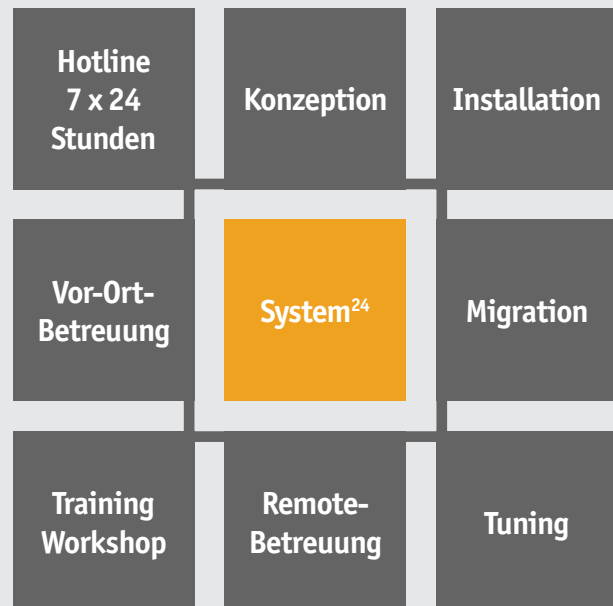 Hotline
7 x 24
Stunden
Konzeption
Installation
Vor-Ort-
Betreuung
System²⁴
Migration
Training
Workshop
Remote-
Betreuung
Tuning